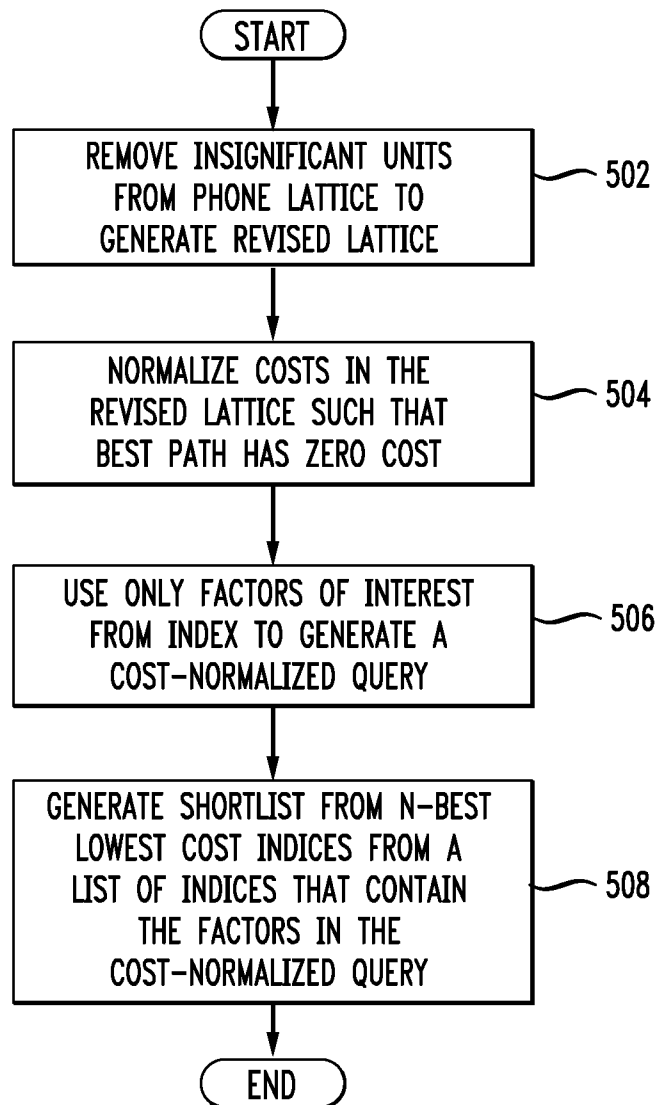 START
REMOVE INSIGNIFICANT UNITS
FROM PHONE LATTICE TO
GENERATE REVISED LATTICE
502
NORMALIZE COSTS IN THE
REVISED LATTICE SUCH THAT
BEST PATH HAS ZERO COST
504
USE ONLY FACTORS OF INTEREST
FROM INDEX TO GENERATE A
COST-NORMALIZED QUERY
506
GENERATE SHORTLIST FROM N-BEST
LOWEST COST INDICES FROM A
LIST OF INDICES THAT CONTAIN
THE FACTORS IN THE
COST-NORMALIZED QUERY
508
END